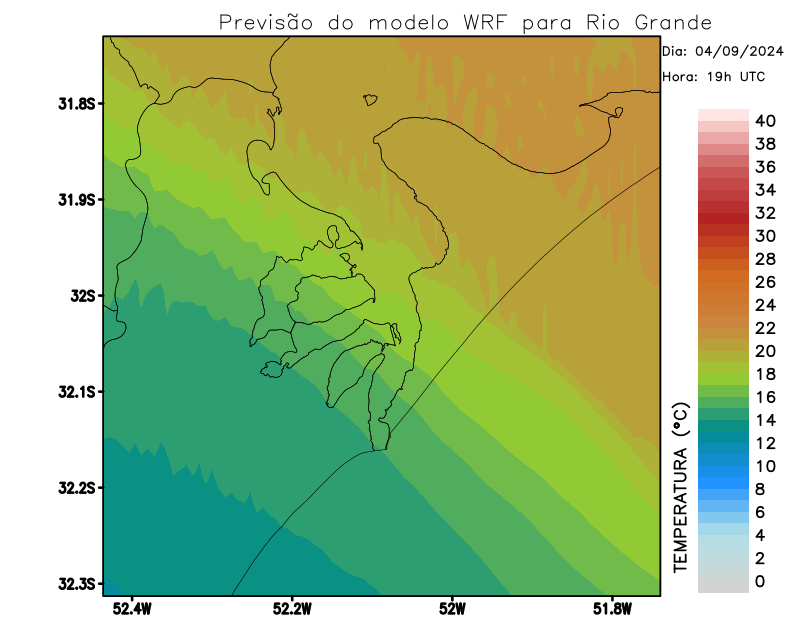 Previsão do modelo WRF para Rio Grande
Dia: 04/09/2024
Hora: 19h UTC
31.8S
31.9S
32S
32.1S
32.2S
32.3S
52.4W
52.2W
52W
51.8W
TEMPERATURA (°C)
40
38
36
34
32
30
28
26
24
22
20
18
16
14
12
10
8
6
4
2
0